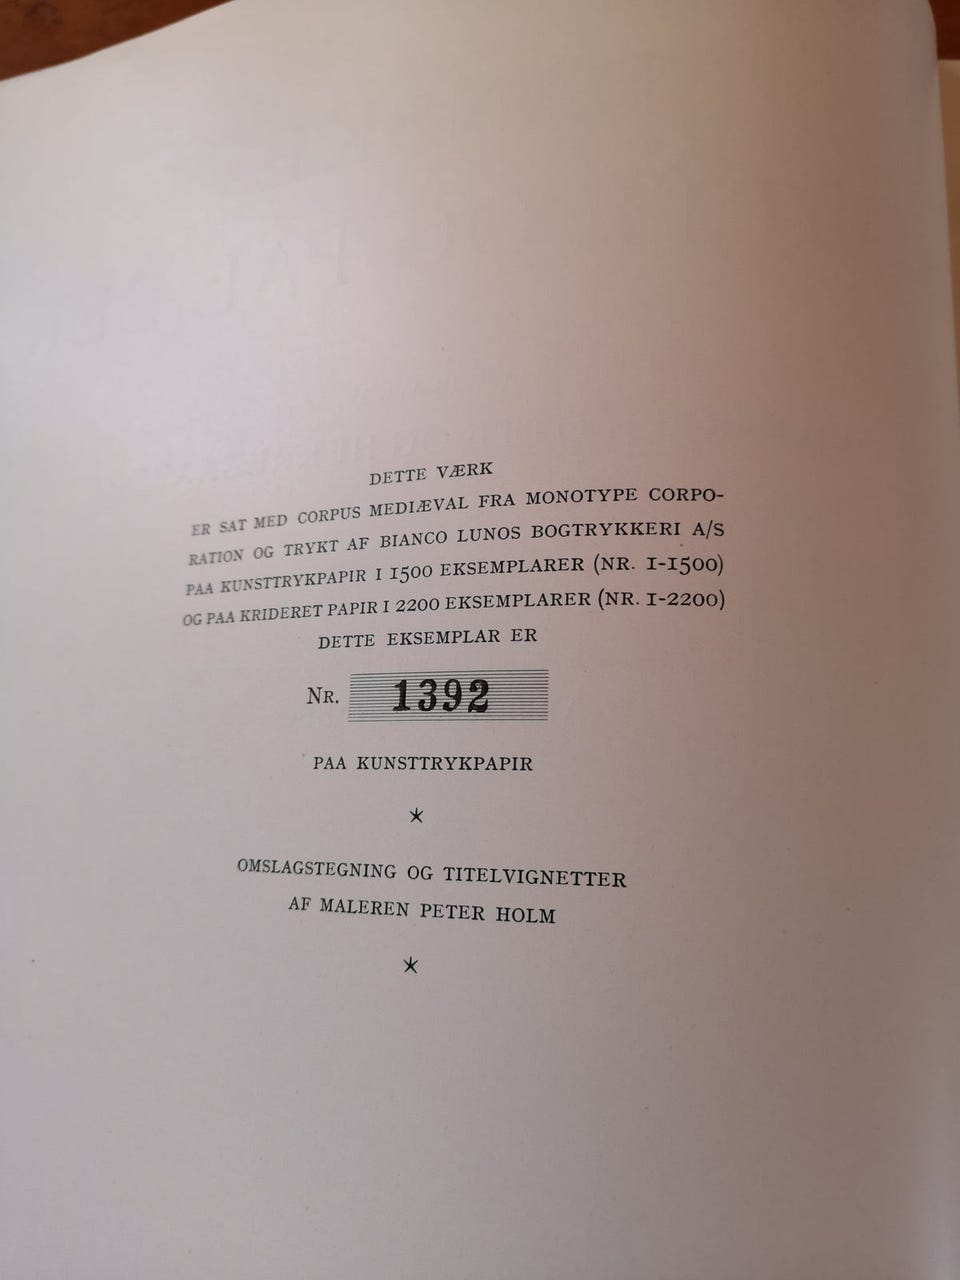 DETTE VÆRK
ER SAT MED CORPUS MEDIÆVAL FRA MONOTYPE CORPO-
RATION OG TRYKT AF BIANCO LUNOS BOGTRYKKERI A/S
PAA KUNSTTRYKPAPIR I 1500 EKSEMPLARER (NR. 1-1500)
OG PAA KRIDERET PAPIR I 2200 EKSEMPLARER (NR. 1-2200)
DETTE EKSEMPLAR ER
NR. 1392
PAA KUNSTTRYKPAPIR
*
OMSLAGSTEGNING OG TITELVIGNETTER
AF MALEREN PETER HOLM
*